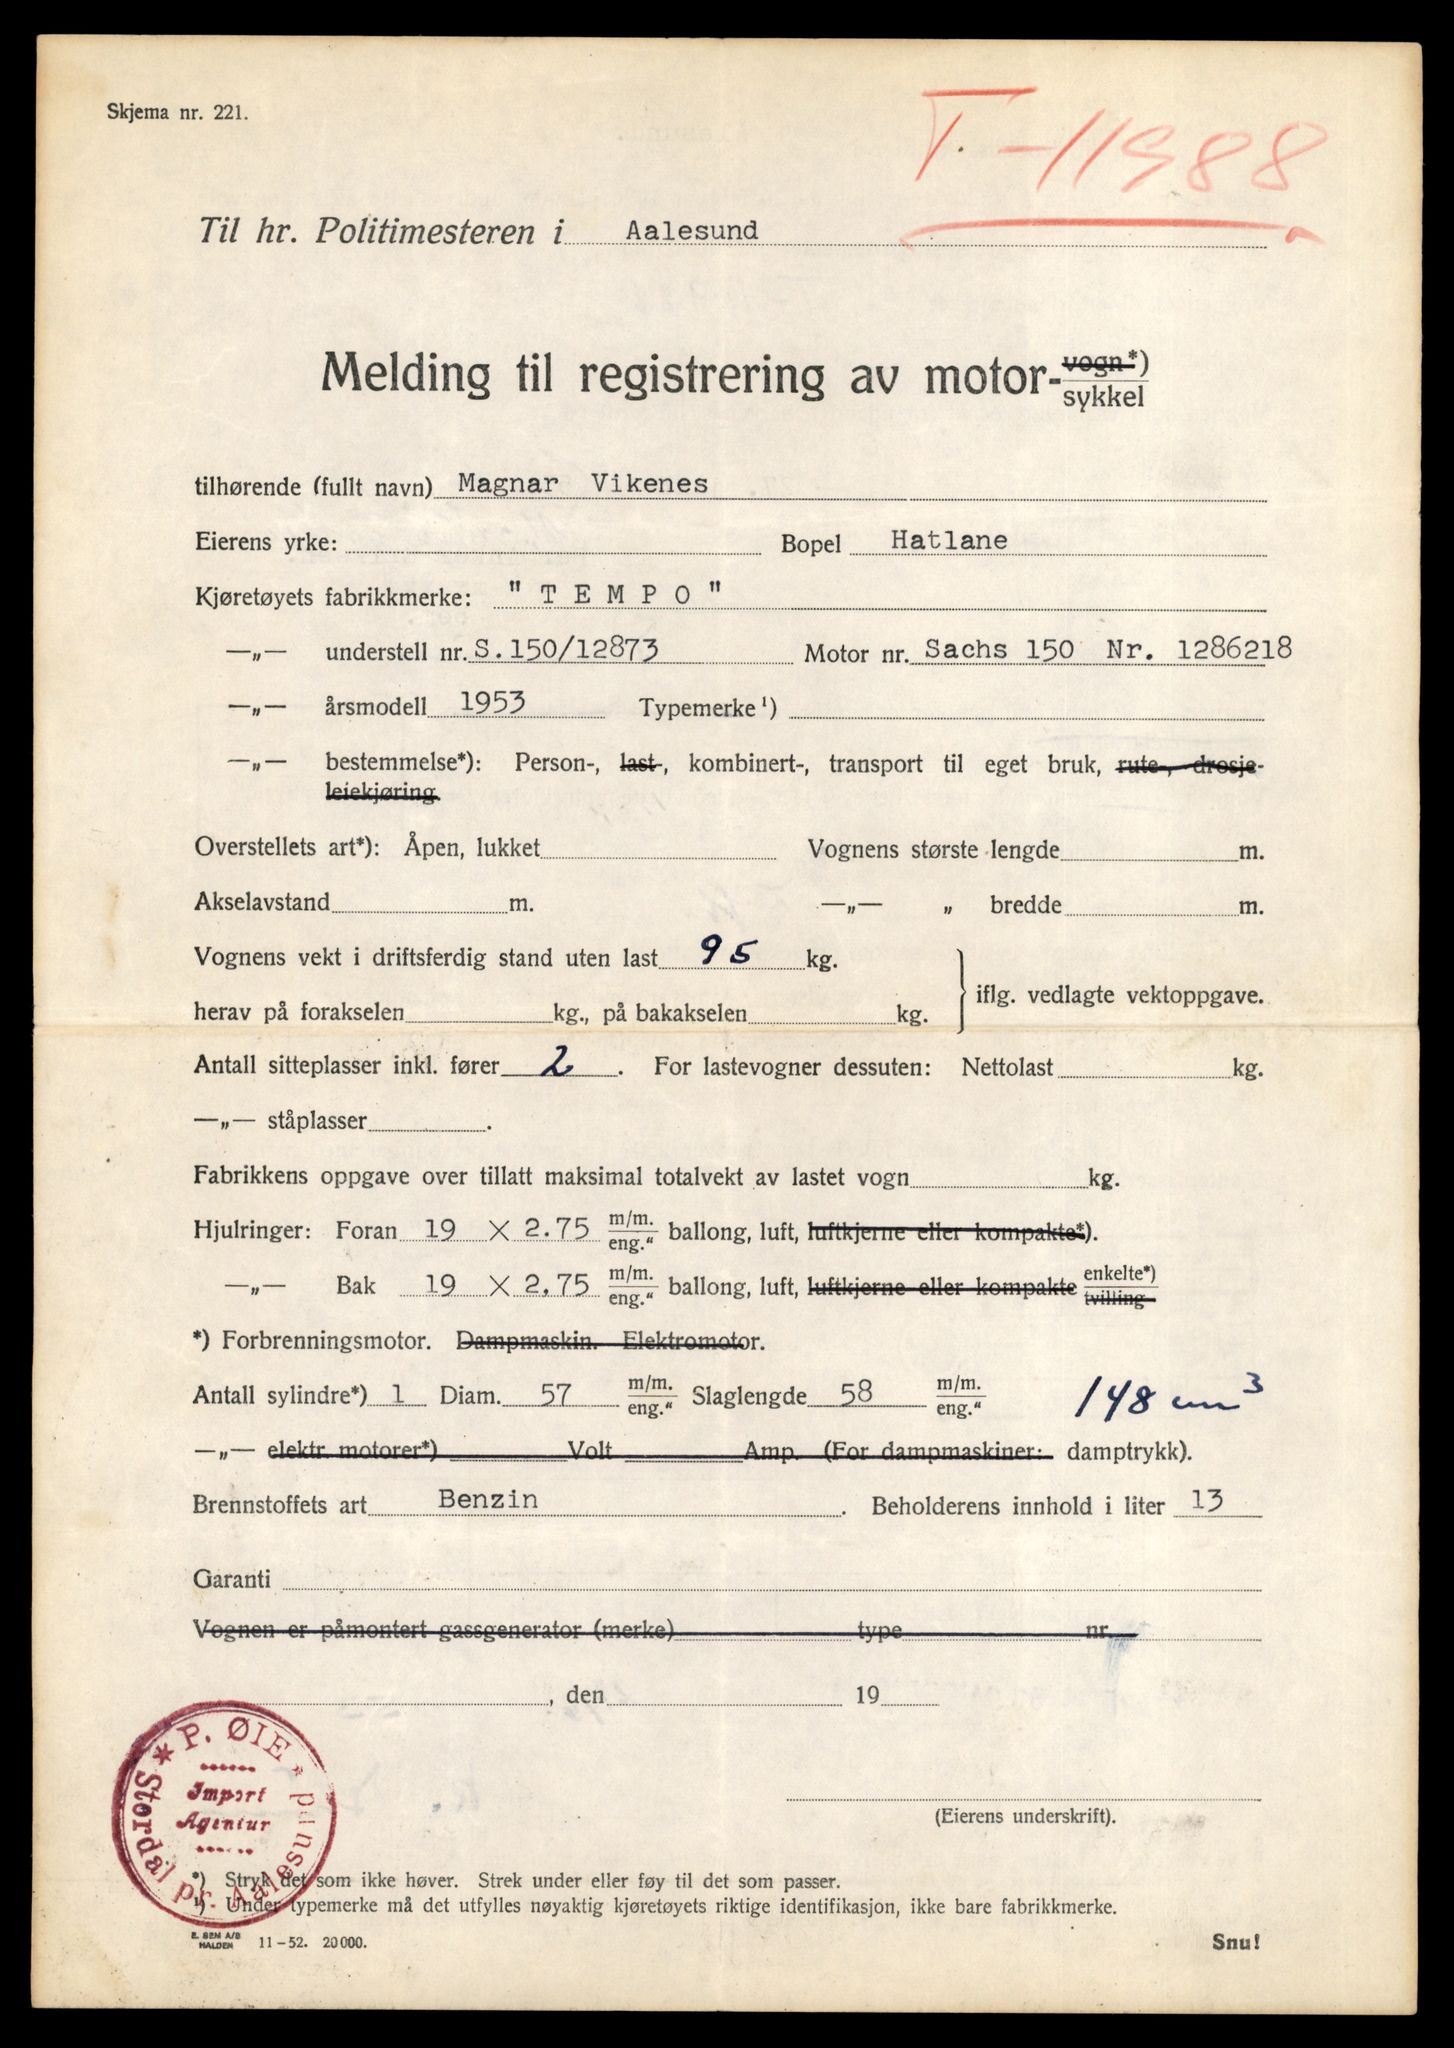 Skjema nr. 221.
T.-11988
Til hr. Politimesteren i Aalesund
Melding til registrering av motor-vogn*)
sykkel
tilhørende (fullt navn) Magnar Vikenes
Eierens yrke: Bopel Hatlane
Kjøretøyets fabrikkmerke: "TEMPO"
—„— understell nr. S.150/12873 Motor nr. Sachs 150 Nr. 1286218
—„— årsmodell 1953 Typemerke¹)
—„— bestemmelse*): Person-, last-, kombinert-, transport til eget bruk, rute-, drosje-
leiekjøring.
Overstellets art*): Åpen, lukket Vognens største lengde m.
Akselavstand m. —„— „ bredde m.
Vognens vekt i driftsferdig stand uten last 95 kg.
iflg. vedlagte vektoppgave.
herav på forakselen kg., på bakakselen kg.
Antall sitteplasser inkl. fører 2. For lastevogner dessuten: Nettolast kg.
—„— ståplasser .
Fabrikkens oppgave over tillatt maksimal totalvekt av lastet vogn kg.
Hjulringer: Foran 19 × 2.75 m/m. eng.“ ballong, luft, luftkjerne eller kompakte*).
—„— Bak 19 × 2.75 m/m. eng.“ ballong, luft, luftkjerne eller kompakte enkelte*) tvilling
*) Forbrenningsmotor. Dampmaskin. Elektromotor.
Antall sylindre*) 1 Diam. 57 m/m. eng.“ Slaglengde 58 m/m. eng.“ 148 cm³
—„— elektr. motorer*) Volt Amp. (For dampmaskiner: damptrykk).
Brennstoffets art Benzin . Beholderens innhold i liter 13
Garanti
Vognen er påmontert gassgenerator (merke) type nr.
, den 19
P. ØIE
Import
Agentur
Stordal pr. Aalesund
(Eierens underskrift).
*) Stryk det som ikke høver. Strek under eller føy til det som passer.
¹) Under typemerke må det utfylles nøyaktig kjøretøyets riktige identifikasjon, ikke bare fabrikkmerke.
E. SEM A/S
HALDEN 11–52. 20000.
Snu!